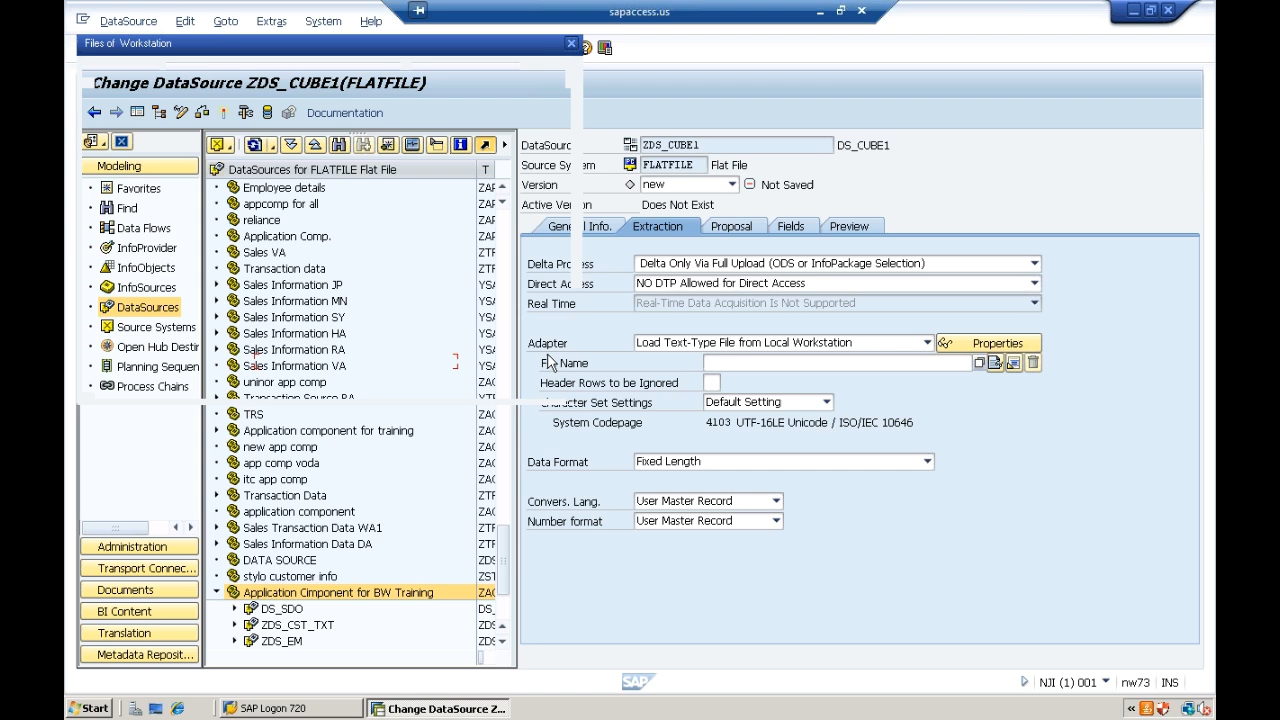 sapaccess.us
DataSource Edit Goto Extras System Help
Files of Workstation
Change DataSource ZDS_CUBE1(FLATFILE)
Documentation
Modeling
Favorites
Find
Data Flows
InfoProvider
InfoObjects
InfoSources
DataSources
Source Systems
Open Hub Destin
Planning Sequen
Process Chains
Administration
Transport Connec...
Documents
BI Content
Translation
Metadata Reposit...
DataSources for FLATFILE Flat File T
Employee details ZAP
appcomp for all ZAP
reliance ZAP
Application Comp. ZAP
Sales VA ZTF
Transaction data ZTF
Sales Information JP YSA
Sales Information MN YSA
Sales Information SY YSA
Sales Information HA YSA
Sales Information RA YSA
Sales Information VA YSA
uninor app comp ZAC
Transaction Source RA YTF
TRS ZAC
Application component for training ZAC
new app comp ZAC
app comp voda ZAC
itc app comp ZAC
Transaction Data ZTF
application component ZAC
Sales Transaction Data WA1 ZTF
Sales Information Data DA ZTF
DATA SOURCE ZDS
stylo customer info ZST
Application Cimponent for BW Training ZAC
DS_SDO DS_
ZDS_CST_TXT ZDS
ZDS_EM ZDS
DataSourc ZDS_CUBE1 DS_CUBE1
Source Sy em FLATFILE Flat File
Version new Not Saved
Active Ver on Does Not Exist
General Info. Extraction Proposal Fields Preview
Delta Process Delta Only Via Full Upload (ODS or InfoPackage Selection)
Direct Access NO DTP Allowed for Direct Access
Real Time Real-Time Data Acquisition Is Not Supported
Adapter Load Text-Type File from Local Workstation Properties
F Name
Header Rows to be Ignored
Character Set Settings Default Setting
System Codepage 4103 UTF-16LE Unicode / ISO/IEC 10646
Data Format Fixed Length
Convers. Lang. User Master Record
Number format User Master Record
SAP
NJI (1) 001 nw73 INS
Start SAP Logon 720 Change DataSource Z...